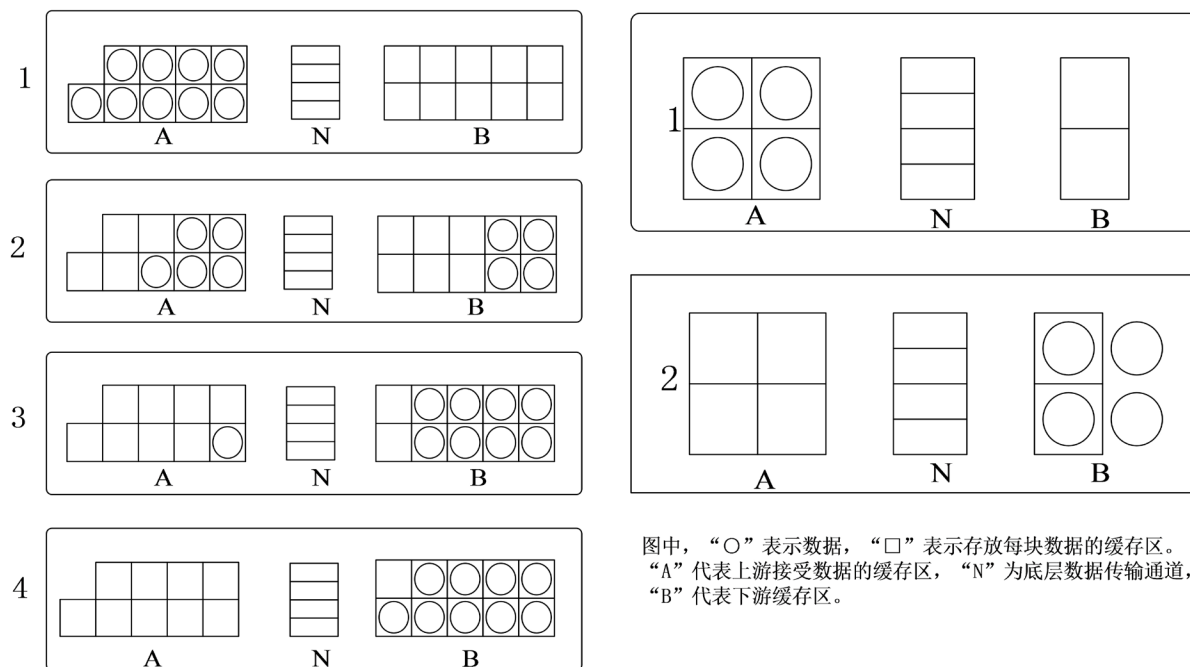 1
A N B
2
A N B
3
A N B
4
A N B
1
A N B
2
A N B
图中，“○”表示数据，“□”表示存放每块数据的缓存区。
“A”代表上游接受数据的缓存区，“N”为底层数据传输通道，
“B”代表下游缓存区。